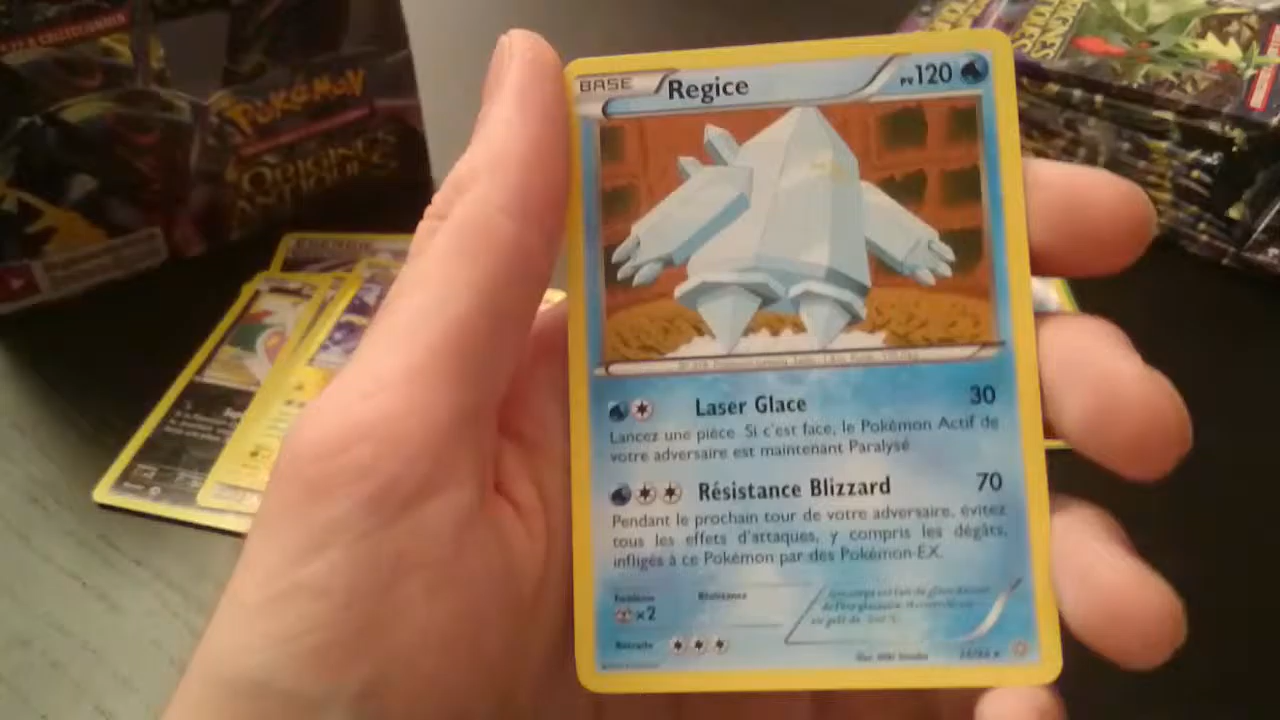 POKéMON
ORIGINES
ANTIQUES
BASE
Regice
PV120
Laser Glace
30
Lancez une pièce. Si c'est face, le Pokémon Actif de
votre adversaire est maintenant Paralysé
Résistance Blizzard
70
Pendant le prochain tour de votre adversaire, évitez
tous les effets d'attaques, y compris les dégâts,
infligés à ce Pokémon par des Pokémon-EX.
Faiblesse
Résistance
×2
Retraite